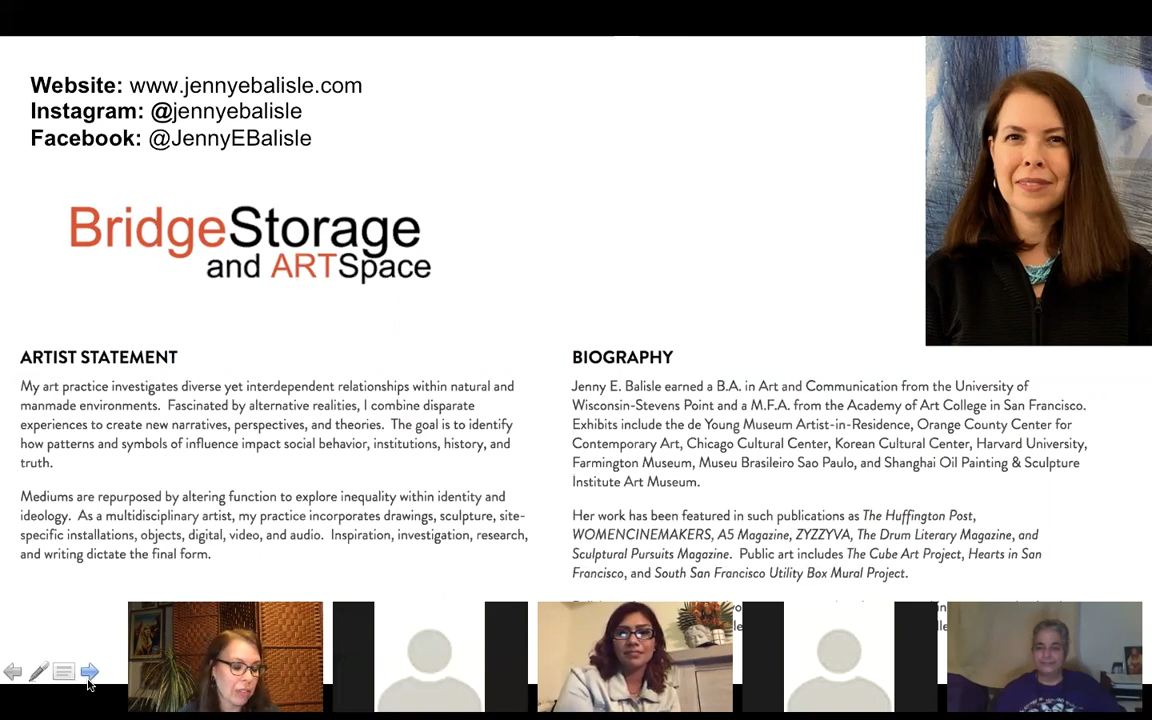 Website: www.jennyebalisle.com
Instagram: @jennyebalisle
Facebook: @JennyEBalisle
BridgeStorage
and ARTSpace
ARTIST STATEMENT
My art practice investigates diverse yet interdependent relationships within natural and
manmade environments. Fascinated by alternative realities, I combine disparate
experiences to create new narratives, perspectives, and theories. The goal is to identify
how patterns and symbols of influence impact social behavior, institutions, history, and
truth.
Mediums are repurposed by altering function to explore inequality within identity and
ideology. As a multidisciplinary artist, my practice incorporates drawings, sculpture, site-
specific installations, objects, digital, video, and audio. Inspiration, investigation, research,
and writing dictate the final form.
BIOGRAPHY
Jenny E. Balisle earned a B.A. in Art and Communication from the University of
Wisconsin-Stevens Point and a M.F.A. from the Academy of Art College in San Francisco.
Exhibits include the de Young Museum Artist-in-Residence, Orange County Center for
Contemporary Art, Chicago Cultural Center, Korean Cultural Center, Harvard University,
Farmington Museum, Museu Brasileiro Sao Paulo, and Shanghai Oil Painting & Sculpture
Institute Art Museum.
Her work has been featured in such publications as The Huffington Post,
WOMENCINEMAKERS, A5 Magazine, ZYZZYVA, The Drum Literary Magazine, and
Sculptural Pursuits Magazine. Public art includes The Cube Art Project, Hearts in San
Francisco, and South San Francisco Utility Box Mural Project.